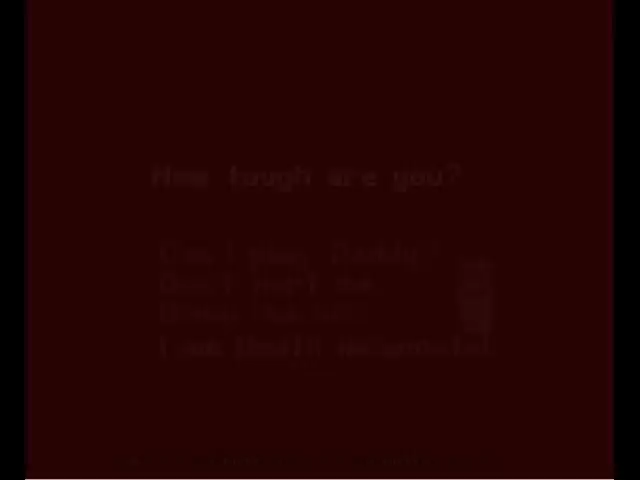 How tough are you?
Can I play, Daddy?
Don't hurt me.
Bring 'em on!
I am Death incarnate!